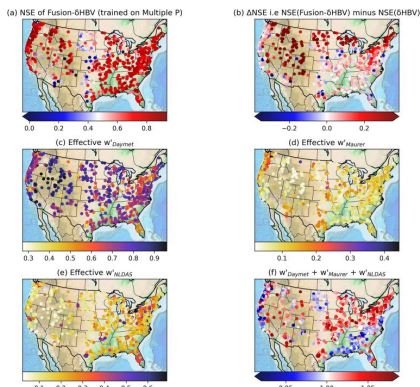 (a) NSE of Fusion-δHBV (trained on Multiple P)
(b) ΔNSE i.e NSE(Fusion-δHBV) minus NSE(δHBV)
0.0 0.2 0.4 0.6 0.8
−0.2 0.0 0.2
(c) Effective w'Daymet
(d) Effective w'Maurer
0.3 0.4 0.5 0.6 0.7 0.8 0.9
0.1 0.2 0.3 0.4
(e) Effective w'NLDAS
(f) w'Daymet + w'Maurer + w'NLDAS